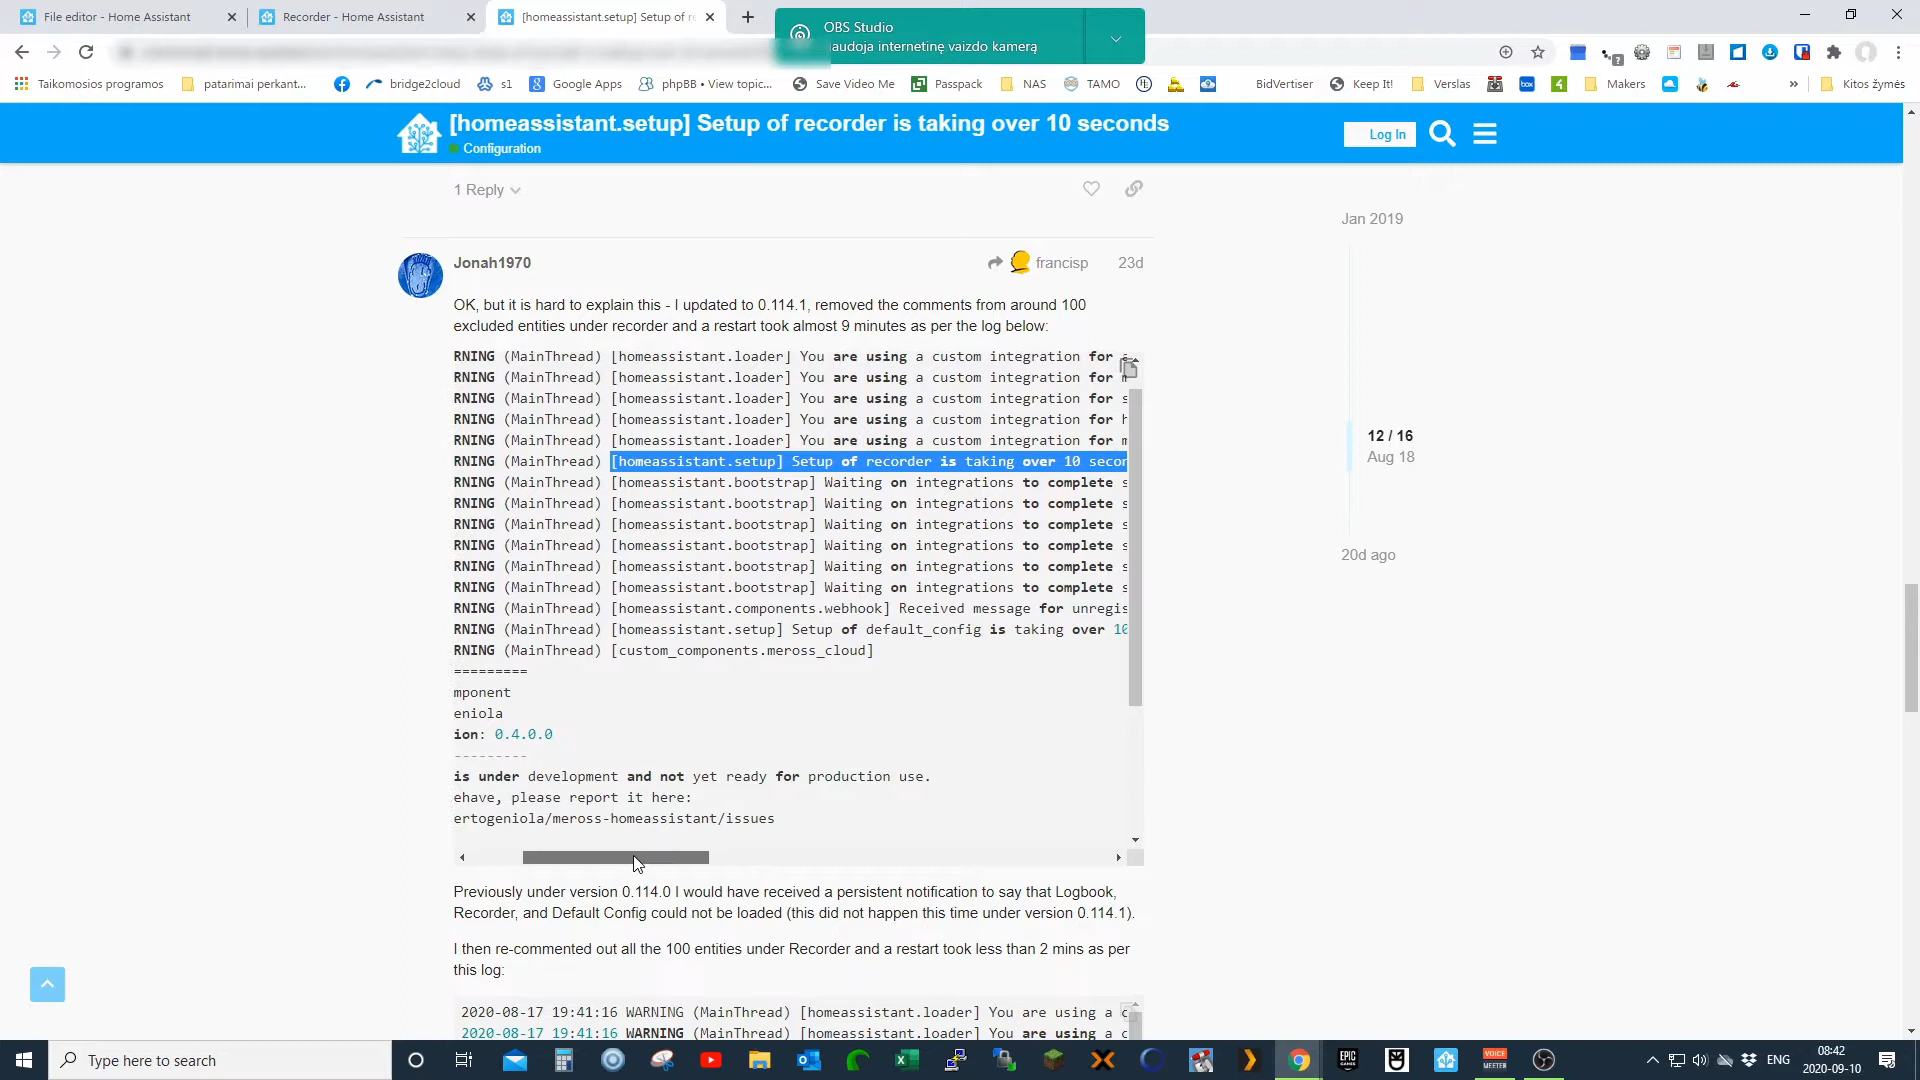 File editor - Home Assistant
Recorder - Home Assistant
[homeassistant.setup] Setup of re
OBS Studio
audoja internetinę vaizdo kamerą
Taikomosios programos
patarimai perkant...
bridge2cloud
s1
Google Apps
phpBB • View topic...
Save Video Me
Passpack
NAS
TAMO
BidVertiser
Keep It!
Verslas
Makers
Kitos žymės
[homeassistant.setup] Setup of recorder is taking over 10 seconds
Configuration
Log In
1 Reply
Jan 2019
Jonah1970
francisp
23d
OK, but it is hard to explain this - I updated to 0.114.1, removed the comments from around 100
excluded entities under recorder and a restart took almost 9 minutes as per the log below:
RNING (MainThread) [homeassistant.loader] You are using a custom integration for
RNING (MainThread) [homeassistant.loader] You are using a custom integration for m
RNING (MainThread) [homeassistant.loader] You are using a custom integration for s
RNING (MainThread) [homeassistant.loader] You are using a custom integration for h
RNING (MainThread) [homeassistant.loader] You are using a custom integration for m
RNING (MainThread) [homeassistant.setup] Setup of recorder is taking over 10 secon
RNING (MainThread) [homeassistant.bootstrap] Waiting on integrations to complete s
RNING (MainThread) [homeassistant.bootstrap] Waiting on integrations to complete s
RNING (MainThread) [homeassistant.bootstrap] Waiting on integrations to complete s
RNING (MainThread) [homeassistant.bootstrap] Waiting on integrations to complete s
RNING (MainThread) [homeassistant.bootstrap] Waiting on integrations to complete s
RNING (MainThread) [homeassistant.bootstrap] Waiting on integrations to complete s
RNING (MainThread) [homeassistant.components.webhook] Received message for unregis
RNING (MainThread) [homeassistant.setup] Setup of default_config is taking over 10
RNING (MainThread) [custom_components.meross_cloud]
=========
mponent
eniola
ion: 0.4.0.0
---------
is under development and not yet ready for production use.
ehave, please report it here:
ertogeniola/meross-homeassistant/issues
12 / 16
Aug 18
20d ago
Previously under version 0.114.0 I would have received a persistent notification to say that Logbook,
Recorder, and Default Config could not be loaded (this did not happen this time under version 0.114.1).
I then re-commented out all the 100 entities under Recorder and a restart took less than 2 mins as per
this log:
2020-08-17 19:41:16 WARNING (MainThread) [homeassistant.loader] You are using a c
2020-08-17 19:41:16 WARNING (MainThread) [homeassistant.loader] You are using a c
Type here to search
EPIC GAMES
VOICE MEETER
ENG
08:42
2020-09-10